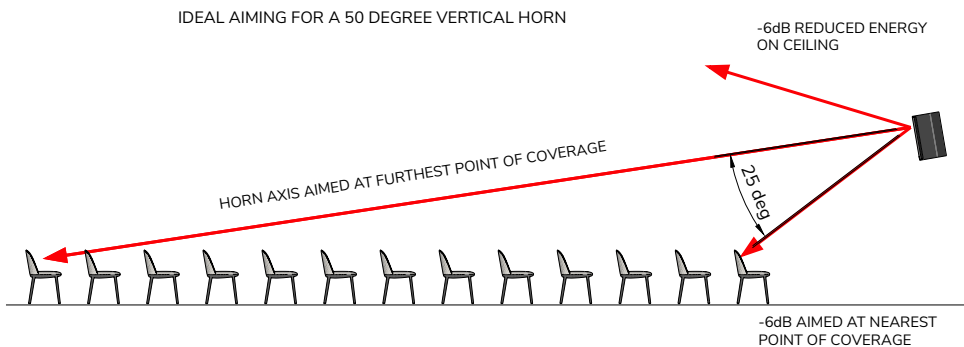 IDEAL AIMING FOR A 50 DEGREE VERTICAL HORN
-6dB REDUCED ENERGY
ON CEILING
HORN AXIS AIMED AT FURTHEST POINT OF COVERAGE
25 deg
-6dB AIMED AT NEAREST
POINT OF COVERAGE